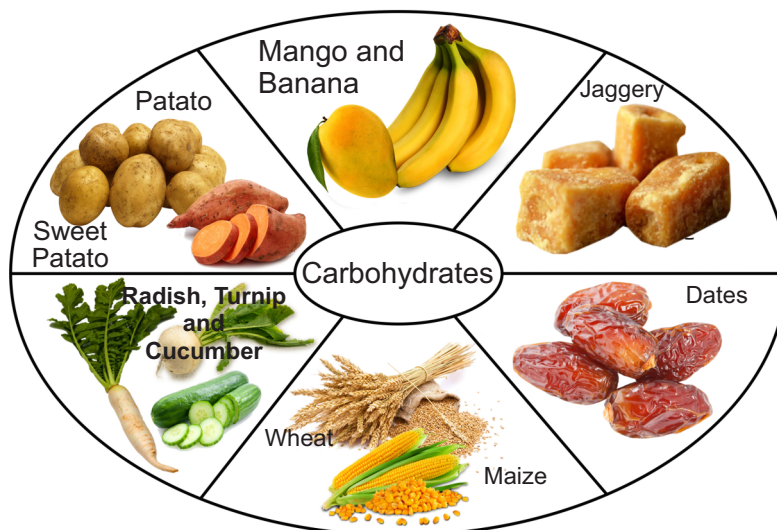 Mango and
Banana
Jaggery
Patato
Sweet
Patato
Carbohydrates
Radish, Turnip
and
Cucumber
Dates
Wheat
Maize